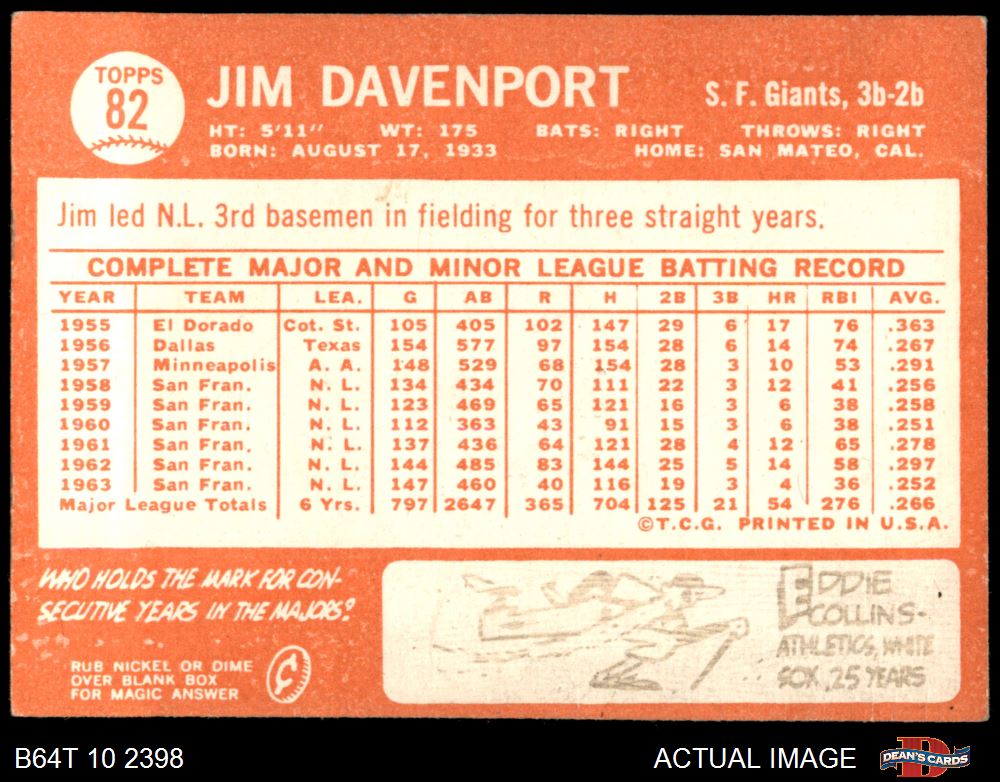 TOPPS
82
JIM DAVENPORT
S. F. Giants, 3b-2b
HT: 5'11" WT: 175 BATS: RIGHT THROWS: RIGHT
BORN: AUGUST 17, 1933 HOME: SAN MATEO, CAL.
Jim led N.L. 3rd basemen in fielding for three straight years.
COMPLETE MAJOR AND MINOR LEAGUE BATTING RECORD
YEAR TEAM LEA. G AB R H 2B 3B HR RBI AVG.
1955 El Dorado Cot. St. 105 405 102 147 29 6 17 76 .363
1956 Dallas Texas 154 577 97 154 28 6 14 74 .267
1957 Minneapolis A. A. 148 529 68 154 28 3 10 53 .291
1958 San Fran. N. L. 134 434 70 111 22 3 12 41 .256
1959 San Fran. N. L. 123 469 65 121 16 3 6 38 .258
1960 San Fran. N. L. 112 363 43 91 15 3 6 38 .251
1961 San Fran. N. L. 137 436 64 121 28 4 12 65 .278
1962 San Fran. N. L. 144 485 83 144 25 5 14 58 .297
1963 San Fran. N. L. 147 460 40 116 19 3 4 36 .252
Major League Totals 6 Yrs. 797 2647 365 704 125 21 54 276 .266
©T.C.G. PRINTED IN U.S.A.
WHO HOLDS THE MARK FOR CON-
SECUTIVE YEARS IN THE MAJORS?
RUB NICKEL OR DIME
OVER BLANK BOX
FOR MAGIC ANSWER
EDDIE
COLLINS-
ATHLETICS, WHITE
SOX, 25 YEARS
B64T 10 2398
ACTUAL IMAGE
DEAN'S CARDS